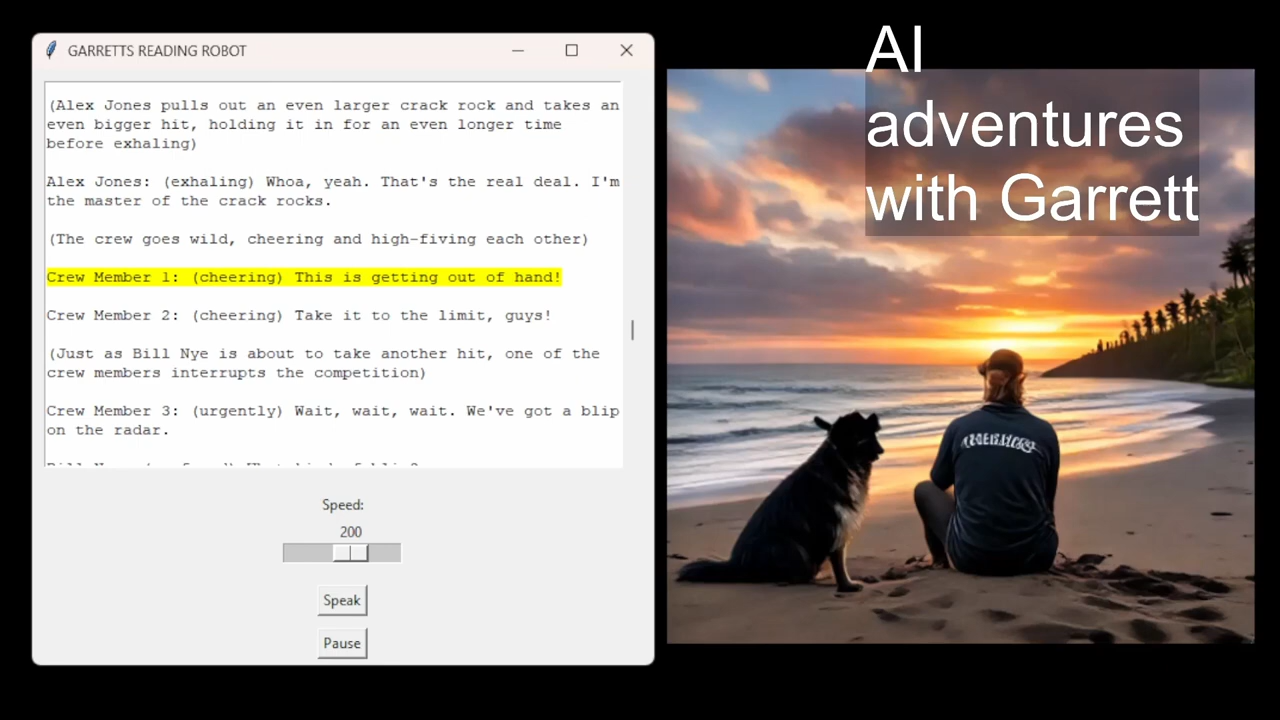 GARRETTS READING ROBOT
(Alex Jones pulls out an even larger crack rock and takes an
even bigger hit, holding it in for an even longer time
before exhaling)
Alex Jones: (exhaling) Whoa, yeah. That's the real deal. I'm
the master of the crack rocks.
(The crew goes wild, cheering and high-fiving each other)
Crew Member 1: (cheering) This is getting out of hand!
Crew Member 2: (cheering) Take it to the limit, guys!
(Just as Bill Nye is about to take another hit, one of the
crew members interrupts the competition)
Crew Member 3: (urgently) Wait, wait, wait. We've got a blip
on the radar.
Speed:
200
Speak
Pause
AI
adventures
with Garrett